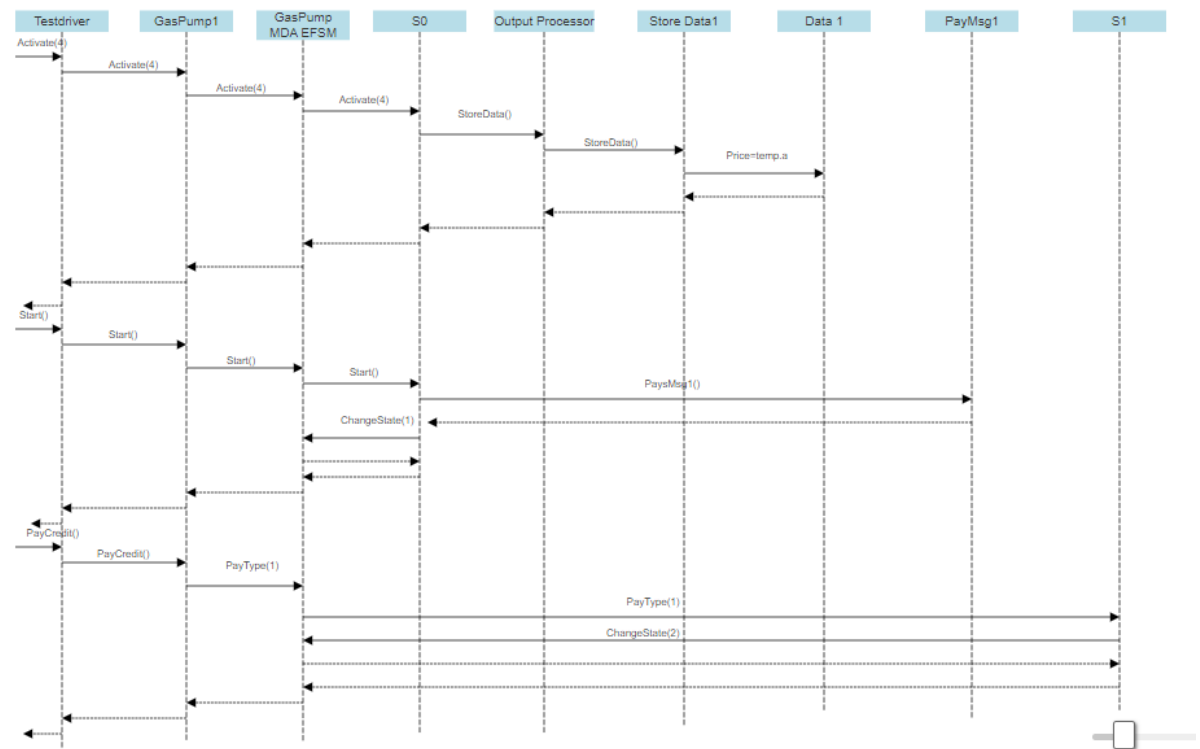 Testdriver
GasPump1
GasPump
MDA EFSM
S0
Output Processor
Store Data1
Data 1
PayMsg1
S1
Activate(4)
Activate(4)
Activate(4)
Activate(4)
StoreData()
StoreData()
Price=temp.a
Start()
Start()
Start()
Start()
PaysMsg1()
ChangeState(1)
PayCredit()
PayCredit()
PayType(1)
PayType(1)
ChangeState(2)